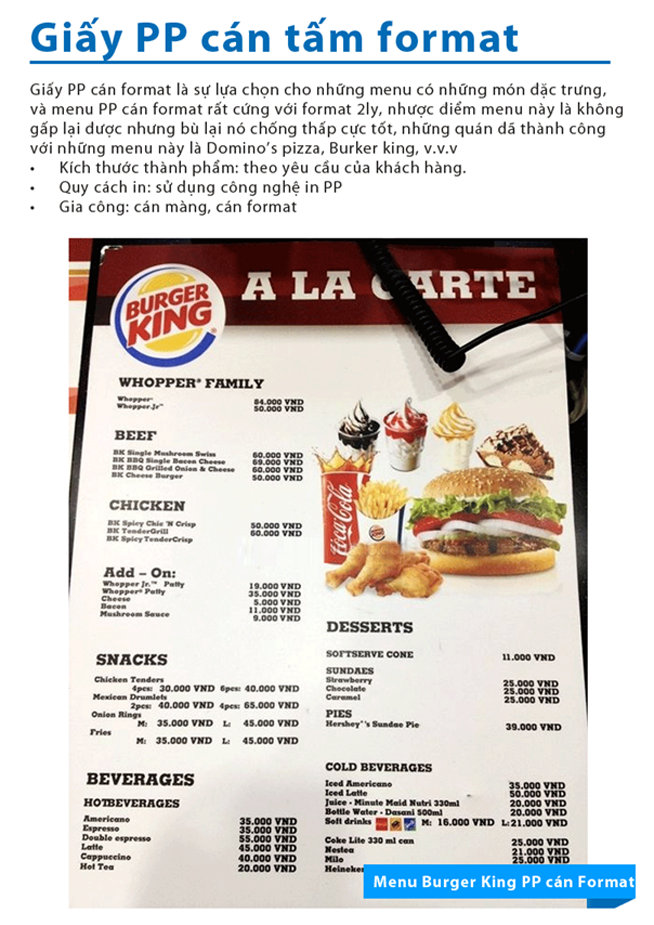 Giấy PP cán tấm format
Giấy PP cán format là sự lựa chọn cho những menu có những món dặc trưng,
và menu PP cán format rất cứng với format 2ly, nhược diểm menu này là không
gấp lại dược nhưng bù lại nó chống thấp cực tốt, những quán dã thành công
với những menu này là Domino's pizza, Burker king, v.v.v
• Kích thước thành phẩm: theo yêu cầu của khách hàng.
• Quy cách in: sử dụng công nghệ in PP
• Gia công: cán màng, cán format
BURGER KING
A LA CARTE
WHOPPER® FAMILY
Whopper® 84.000 VND
Whopper Jr™ 50.000 VND
BEEF
BK Single Mushroom Swiss 60.000 VND
BK BBQ Single Bacon Cheese 69.000 VND
BK BBQ Grilled Onion & Cheese 60.000 VND
BK Cheese Burger 50.000 VND
CHICKEN
BK Spicy Chic 'N Crisp 50.000 VND
BK TenderGrill 60.000 VND
BK Spicy TenderCrisp
Add – On:
Whopper Jr.™ Patty 19.000 VND
Whopper® Patty 35.000 VND
Cheese 5.000 VND
Bacon 11.000 VND
Mushroom Sauce 9.000 VND
SNACKS
Chicken Tenders
4pcs: 30.000 VND 6pcs: 40.000 VND
Mexican Drumlets
2pcs: 40.000 VND 4pcs: 65.000 VND
Onion Rings
M: 35.000 VND L: 45.000 VND
Fries
M: 35.000 VND L: 45.000 VND
BEVERAGES
HOTBEVERAGES
Americano 35.000 VND
Espresso 35.000 VND
Double espresso 55.000 VND
Latte 45.000 VND
Cappuccino 40.000 VND
Hot Tea 20.000 VND
Coca-Cola
DESSERTS
SOFTSERVE CONE 11.000 VND
SUNDAES
Strawberry 25.000 VND
Chocolate 25.000 VND
Caramel 25.000 VND
PIES
Hershey''s Sundae Pie 39.000 VND
COLD BEVERAGES
Iced Americano 35.000 VND
Iced Latte 50.000 VND
Juice - Minute Maid Nutri 330ml 20.000 VND
Bottle Water - Dasani 500ml 20.000 VND
Soft drinks M: 16.000 VND L: 21.000 VND
Coke Lite 330 ml can 25.000 VND
Nestea 21.000 VND
Milo 25.000 VND
Heineken
Menu Burger King PP cán Format